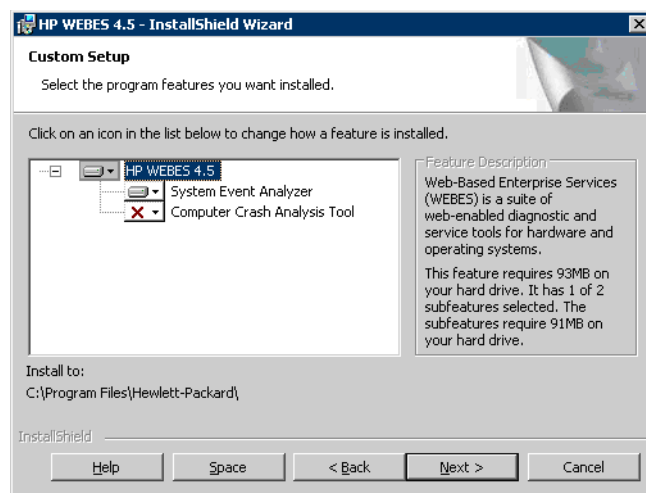 HP WEBES 4.5 - InstallShield Wizard
Custom Setup
Select the program features you want installed.
Click on an icon in the list below to change how a feature is installed.
HP WEBES 4.5
System Event Analyzer
Computer Crash Analysis Tool
Feature Description
Web-Based Enterprise Services
(WEBES) is a suite of
web-enabled diagnostic and
service tools for hardware and
operating systems.
This feature requires 93MB on
your hard drive. It has 1 of 2
subfeatures selected. The
subfeatures require 91MB on
your hard drive.
Install to:
C:\Program Files\Hewlett-Packard\
InstallShield
Help
Space
< Back
Next >
Cancel